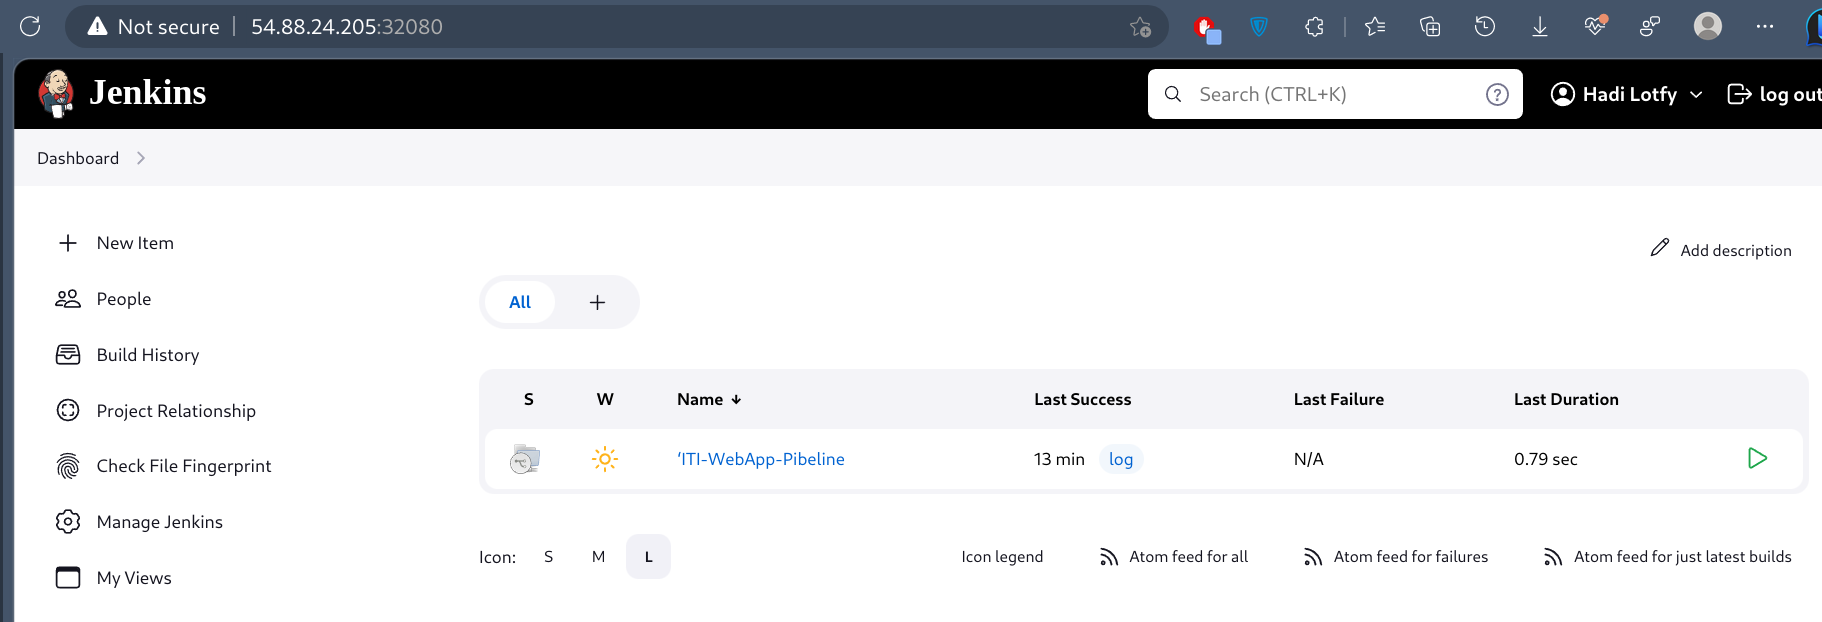 Not secure 54.88.24.205:32080
Jenkins
Search (CTRL+K)
Hadi Lotfy
log out
Dashboard
New Item
People
Build History
Project Relationship
Check File Fingerprint
Manage Jenkins
My Views
Add description
All
S W Name ↓ Last Success Last Failure Last Duration
‘ITI-WebApp-Pibeline 13 min log N/A 0.79 sec
Icon: S M L
Icon legend Atom feed for all Atom feed for failures Atom feed for just latest builds